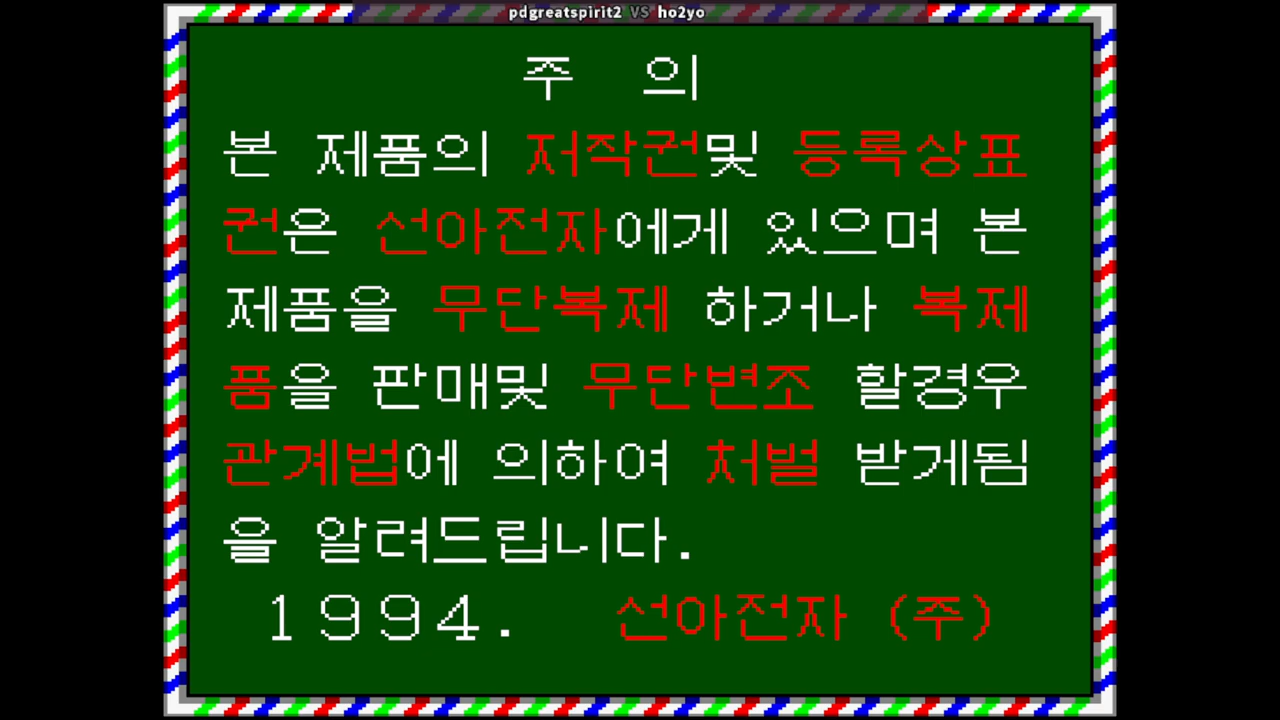 pdgreatspirit2 VS ho2yo
주 의
본 제품의 저작권및 등록상표
권은 선아전자에게 있으며 본
제품을 무단복제 하거나 복제
품을 판매및 무단변조 할경우
관계법에 의하여 처벌 받게됨
을 알려드립니다.
1994. 선아전자 (주)